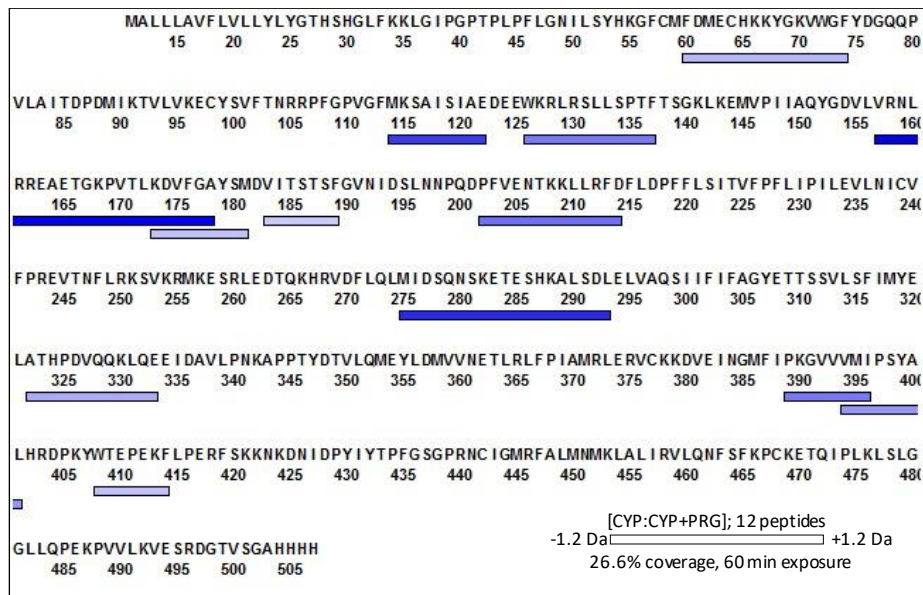 MALLLAVFLVLLYLYGTHSHGLFKKLGIPGPTPLPFLGNILSYHKGFCMFDMECHKKYGKVWGFYDGQQP
15 20 25 30 35 40 45 50 55 60 65 70 75 80
VLAITDPDMIKTVLVKECYSVFTNRRPFGPVGFMKSAISIAEDEEWKRLRSLLSPTFTSGKLKEMVPIIAQYGDVLVRNL
85 90 95 100 105 110 115 120 125 130 135 140 145 150 155 160
RREAETGKPVTLKDVFGAYSMDVITSTSFGVNIDSLNNPQDPFVENTKKLLRFDFLDPFFLSITVFPFLIPILEVLNICV
165 170 175 180 185 190 195 200 205 210 215 220 225 230 235 240
FPREVTNFLRKSVKRMKESRLEDTQKHRVDFLQLMIDSQNSKETESHKALSDLELVAQSIIFIFAGYETTSSVLSFIMYE
245 250 255 260 265 270 275 280 285 290 295 300 305 310 315 320
LATHPDVQQKLQEEIDAVLPNKAPPTYDTVLQMEYLDMVVNETLRLFPIAMRLERVCKKDVEINGMFIPKGVVVMIPSYA
325 330 335 340 345 350 355 360 365 370 375 380 385 390 395 400
LHRDPKYWTEPEKFLPERFSKKNKDNIDPYIYTPFGSGPRNCIGMRFALMNMKLALIRVLQNFSFKPCKETQIPLKLSLG
405 410 415 420 425 430 435 440 445 450 455 460 465 470 475 480
GLLQPEKPVVLKVESRDGTVSGAHHHH
485 490 495 500 505
[CYP:CYP+PRG]; 12 peptides
-1.2 Da +1.2 Da
26.6% coverage, 60 min exposure